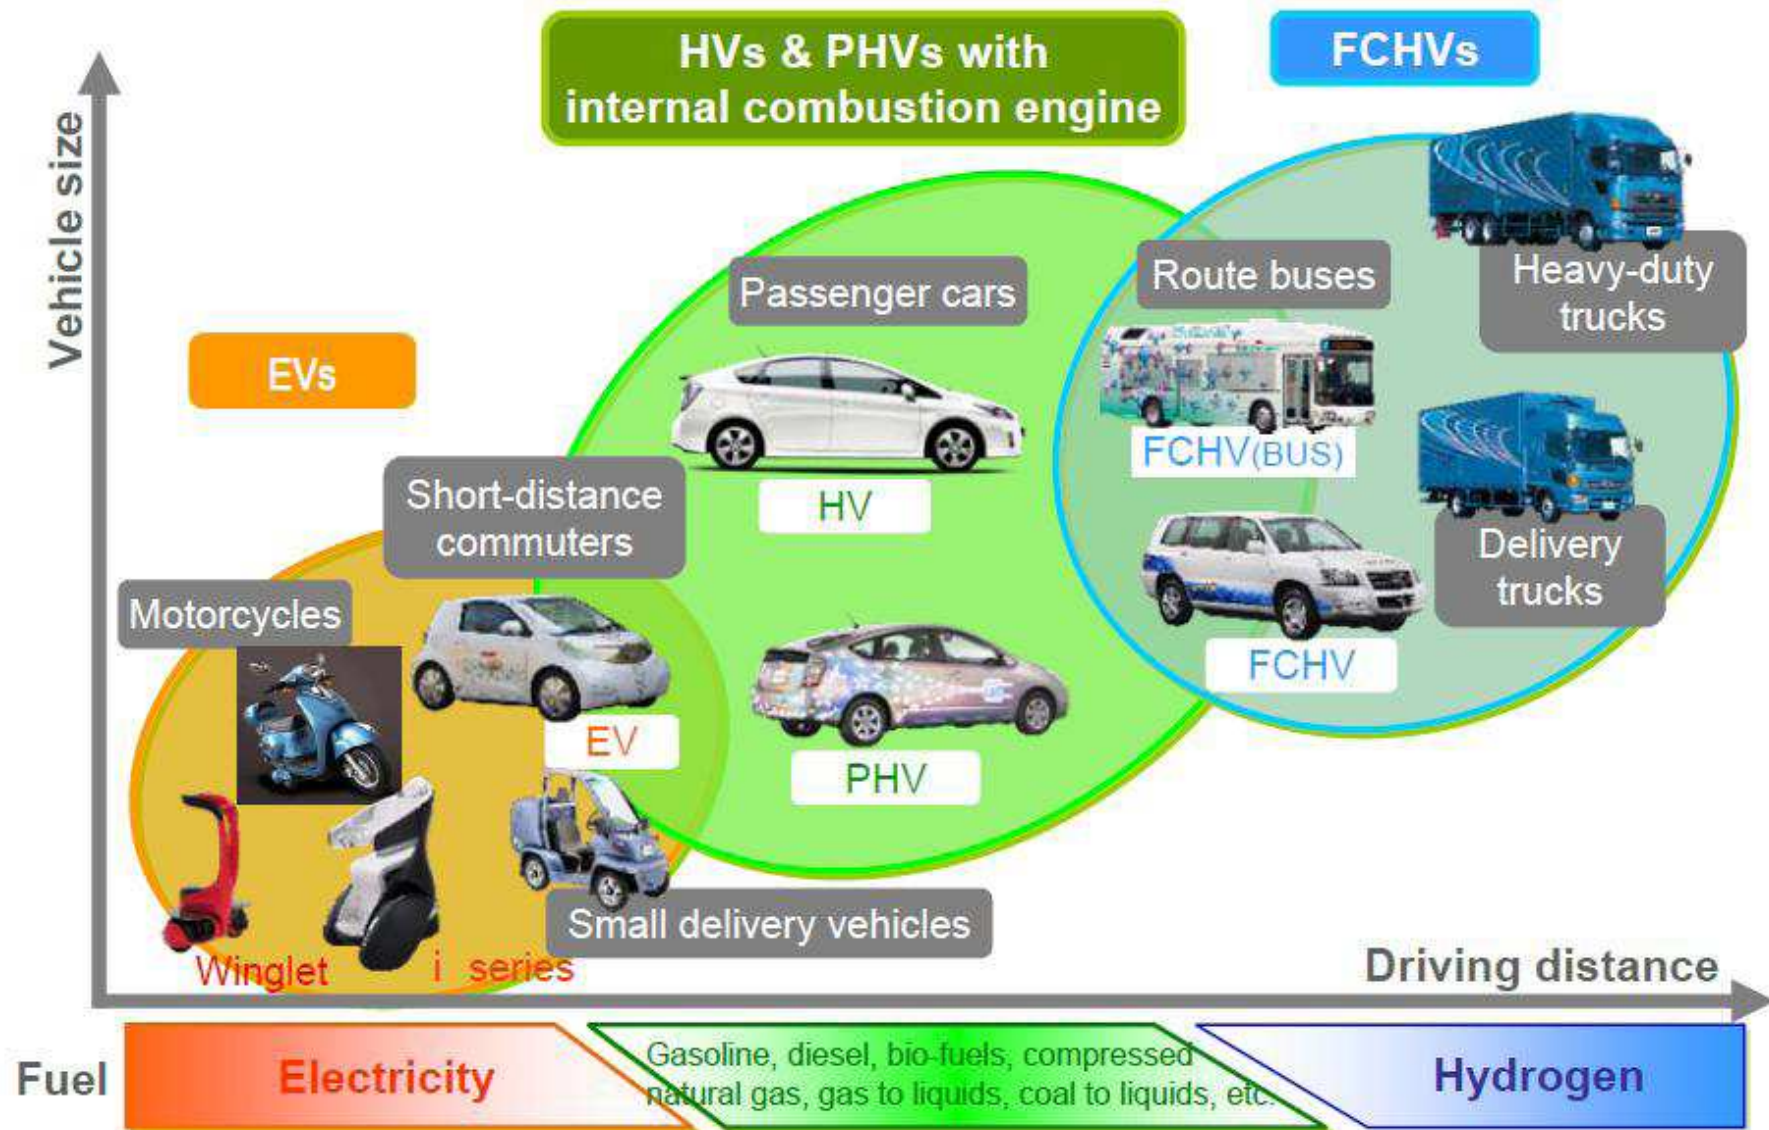 HVs & PHVs with
internal combustion engine
FCHVs
Vehicle size
EVs
Passenger cars
Route buses
Heavy-duty
trucks
HV
FCHV(BUS)
Short-distance
commuters
Delivery
trucks
Motorcycles
EV
PHV
FCHV
Small delivery vehicles
Winglet
i series
Driving distance
Fuel
Electricity
Gasoline, diesel, bio-fuels, compressed
natural gas, gas to liquids, coal to liquids, etc.
Hydrogen